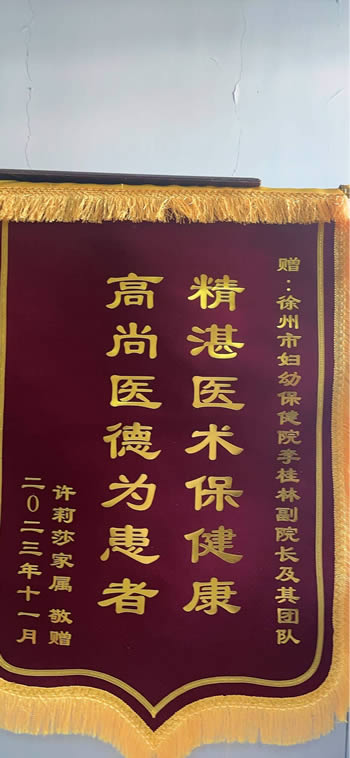 赠：徐州市妇幼保健院李桂林副院长及其团队
精湛医术保健康
高尚医德为患者
许莉莎家属 敬赠
二〇二三年十一月